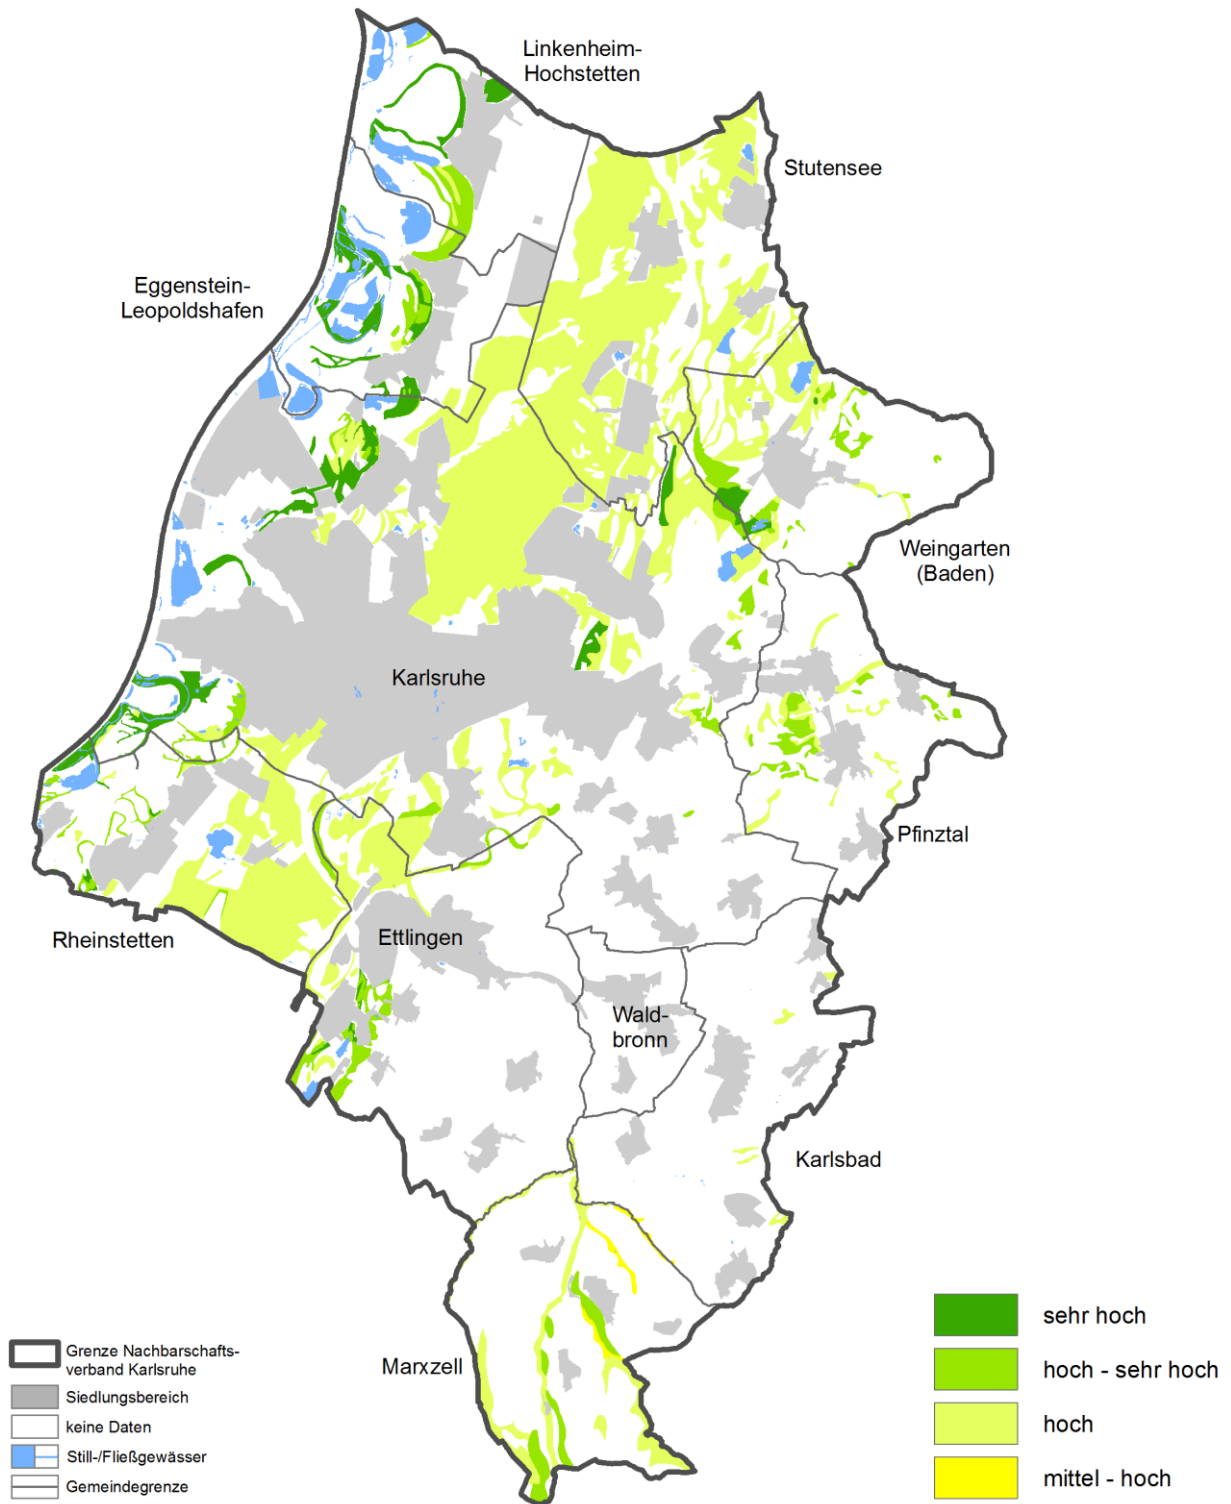 Linkenheim-
Hochstetten
Stutensee
Eggenstein-
Leopoldshafen
Weingarten
(Baden)
Karlsruhe
Pfinztal
Rheinstetten
Ettlingen
Wald-
bronn
Karlsbad
Marxzell
Grenze Nachbarschafts-
verband Karlsruhe
Siedlungsbereich
keine Daten
Still-/Fließgewässer
Gemeindegrenze
sehr hoch
hoch - sehr hoch
hoch
mittel - hoch